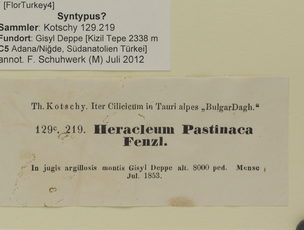 [FlorTurkey4]
Syntypus?
Sammler: Kotschy 129.219
Fundort: Gisyl Deppe [Kizil Tepe 2338 m
C5 Adana/Niğde, Südanatolien Türkei]
annot. F. Schuhwerk (M) Juli 2012
Th. Kotschy. Iter Cilicicum in Tauri alpes „BulgarDagh.“
129c, 219. Heracleum Pastinaca
Fenzl.
In jugis argillosis montis Gisyl Deppe alt. 8000 ped. Mense
Jul. 1853.